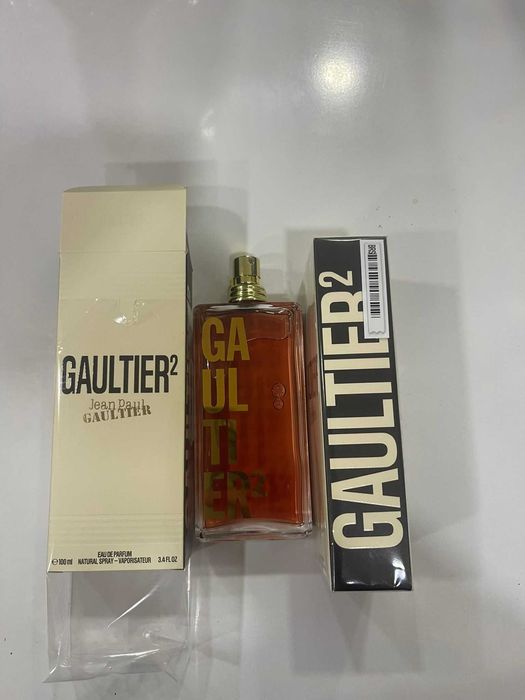 GAULTIER²
Jean Paul
GAULTIER
EAU DE PARFUM
℮ 100 ml NATURAL SPRAY – VAPORISATEUR 3.4 FL.OZ
GA
UL
TI
ER²
GAULTIER²